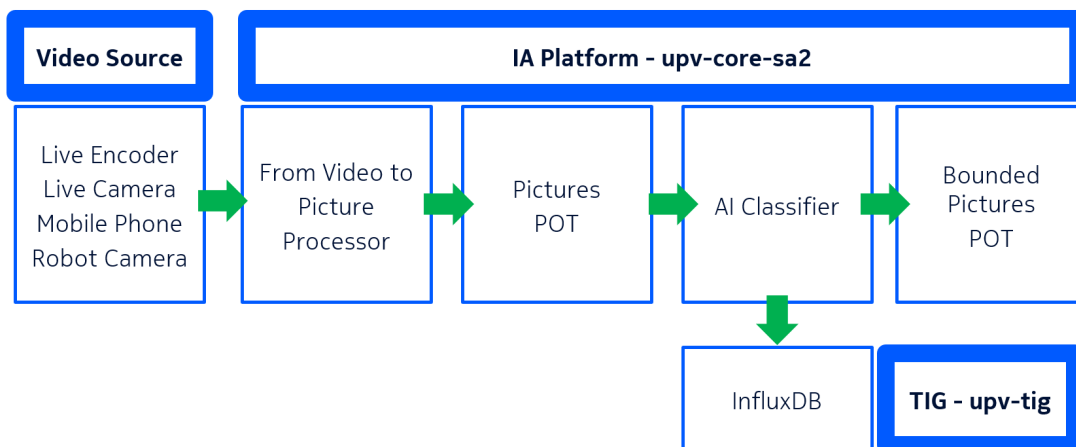 Video Source
IA Platform - upv-core-sa2
Live Encoder
Live Camera
Mobile Phone
Robot Camera
From Video to
Picture
Processor
Pictures
POT
AI Classifier
Bounded
Pictures
POT
InfluxDB
TIG - upv-tig